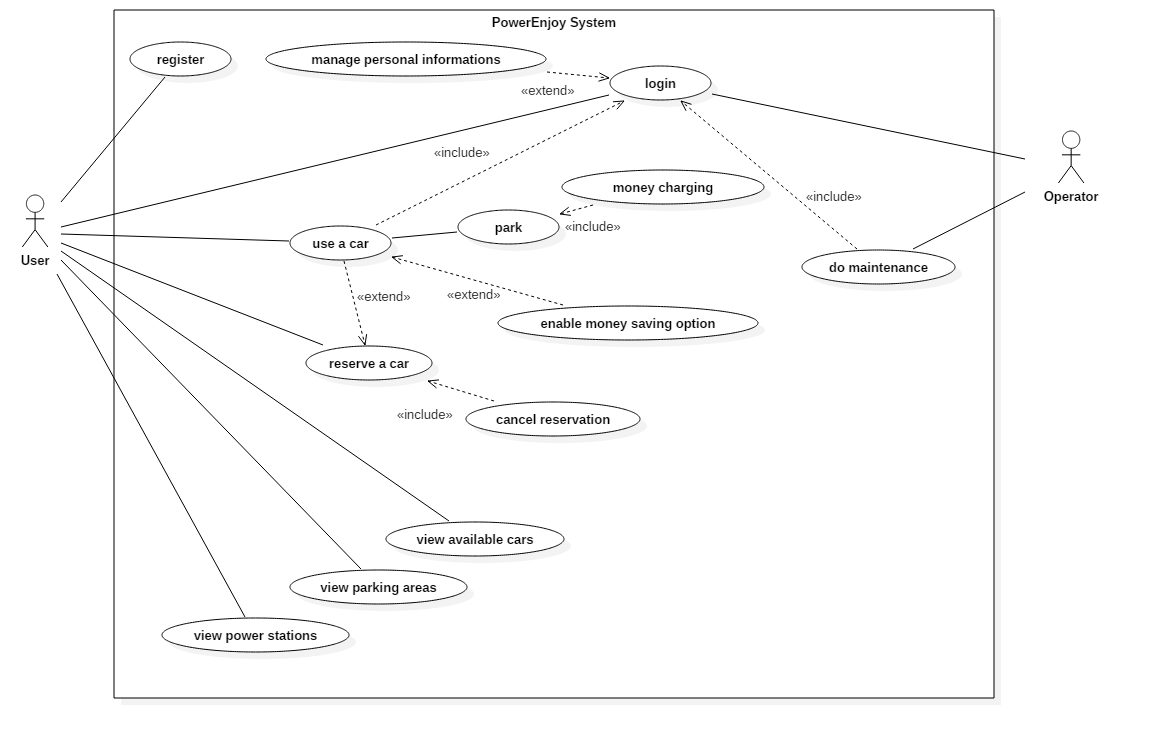 PowerEnjoy System
register
manage personal informations
login
«extend»
«include»
money charging
«include»
Operator
park
«include»
use a car
User
do maintenance
«extend»
«extend»
enable money saving option
reserve a car
«include»
cancel reservation
view available cars
view parking areas
view power stations